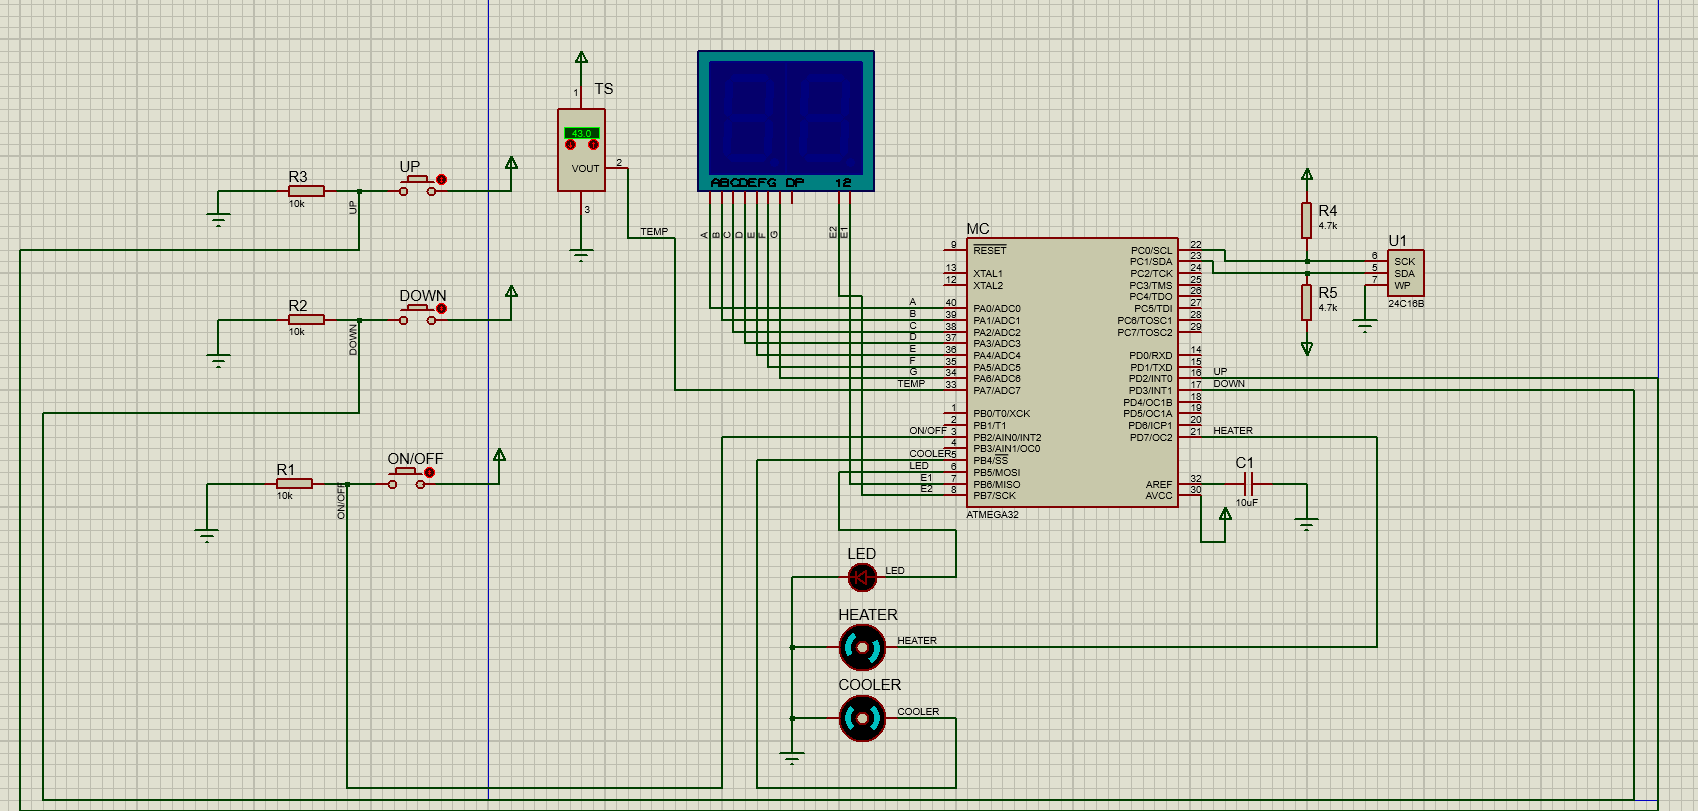 TS
1
43.0
VOUT
2
3
UP
R3
10k
UP
DOWN
R2
10k
DOWN
ON/OFF
R1
10k
ON/OFF
ABCDEFG DP 12
A
B
C
D
E
F
G
E2
E1
TEMP
MC
9 RESET
13 XTAL1
12 XTAL2
A 40 PA0/ADC0
B 39 PA1/ADC1
C 38 PA2/ADC2
D 37 PA3/ADC3
E 36 PA4/ADC4
F 35 PA5/ADC5
G 34 PA6/ADC6
TEMP 33 PA7/ADC7
1 PB0/T0/XCK
2 PB1/T1
ON/OFF 3 PB2/AIN0/INT2
4 PB3/AIN1/OC0
COOLER 5 PB4/SS
LED 6 PB5/MOSI
E1 7 PB6/MISO
E2 8 PB7/SCK
PC0/SCL 22
PC1/SDA 23
PC2/TCK 24
PC3/TMS 25
PC4/TDO 26
PC5/TDI 27
PC6/TOSC1 28
PC7/TOSC2 29
PD0/RXD 14
PD1/TXD 15
PD2/INT0 16 UP
PD3/INT1 17 DOWN
PD4/OC1B 18
PD5/OC1A 19
PD6/ICP1 20
PD7/OC2 21 HEATER
AREF 32
AVCC 30
ATMEGA32
C1
10uF
R4
4.7k
R5
4.7k
U1
6 SCK
5 SDA
7 WP
24C16B
LED
LED
HEATER
HEATER
COOLER
COOLER